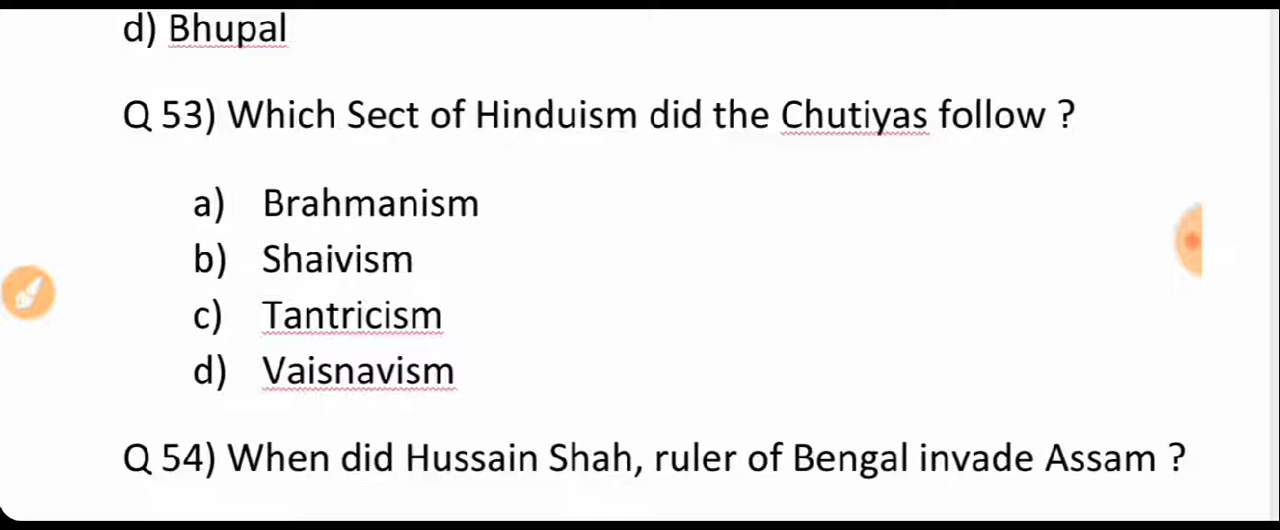 d) Bhupal
Q 53) Which Sect of Hinduism did the Chutiyas follow ?
a) Brahmanism
b) Shaivism
c) Tantricism
d) Vaisnavism
Q 54) When did Hussain Shah, ruler of Bengal invade Assam ?